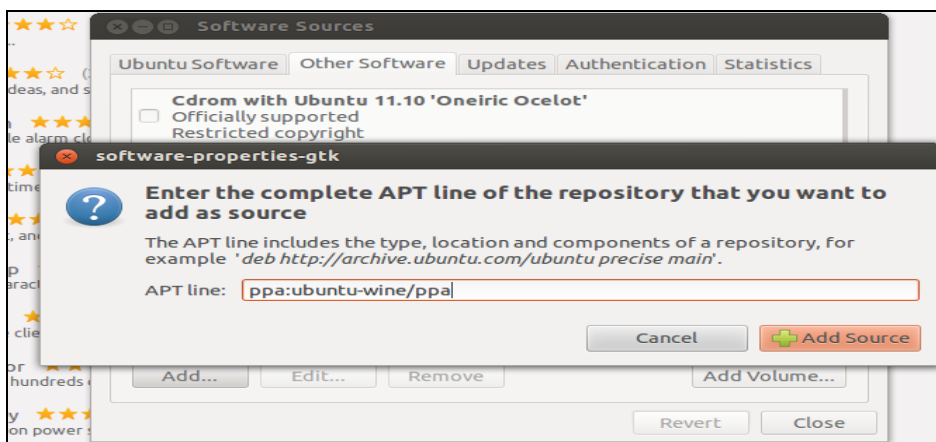 Software Sources
Ubuntu Software Other Software Updates Authentication Statistics
Cdrom with Ubuntu 11.10 'Oneiric Ocelot'
Officially supported
Restricted copyright
deas, and s
le alarm clo
software-properties-gtk
Enter the complete APT line of the repository that you want to
add as source
The APT line includes the type, location and components of a repository, for
example 'deb http://archive.ubuntu.com/ubuntu precise main'.
APT line: ppa:ubuntu-wine/ppa
Cancel Add Source
time
, and
p
aracl
clie
or
hundreds
Add... Edit... Remove Add Volume...
y
on power s
Revert Close